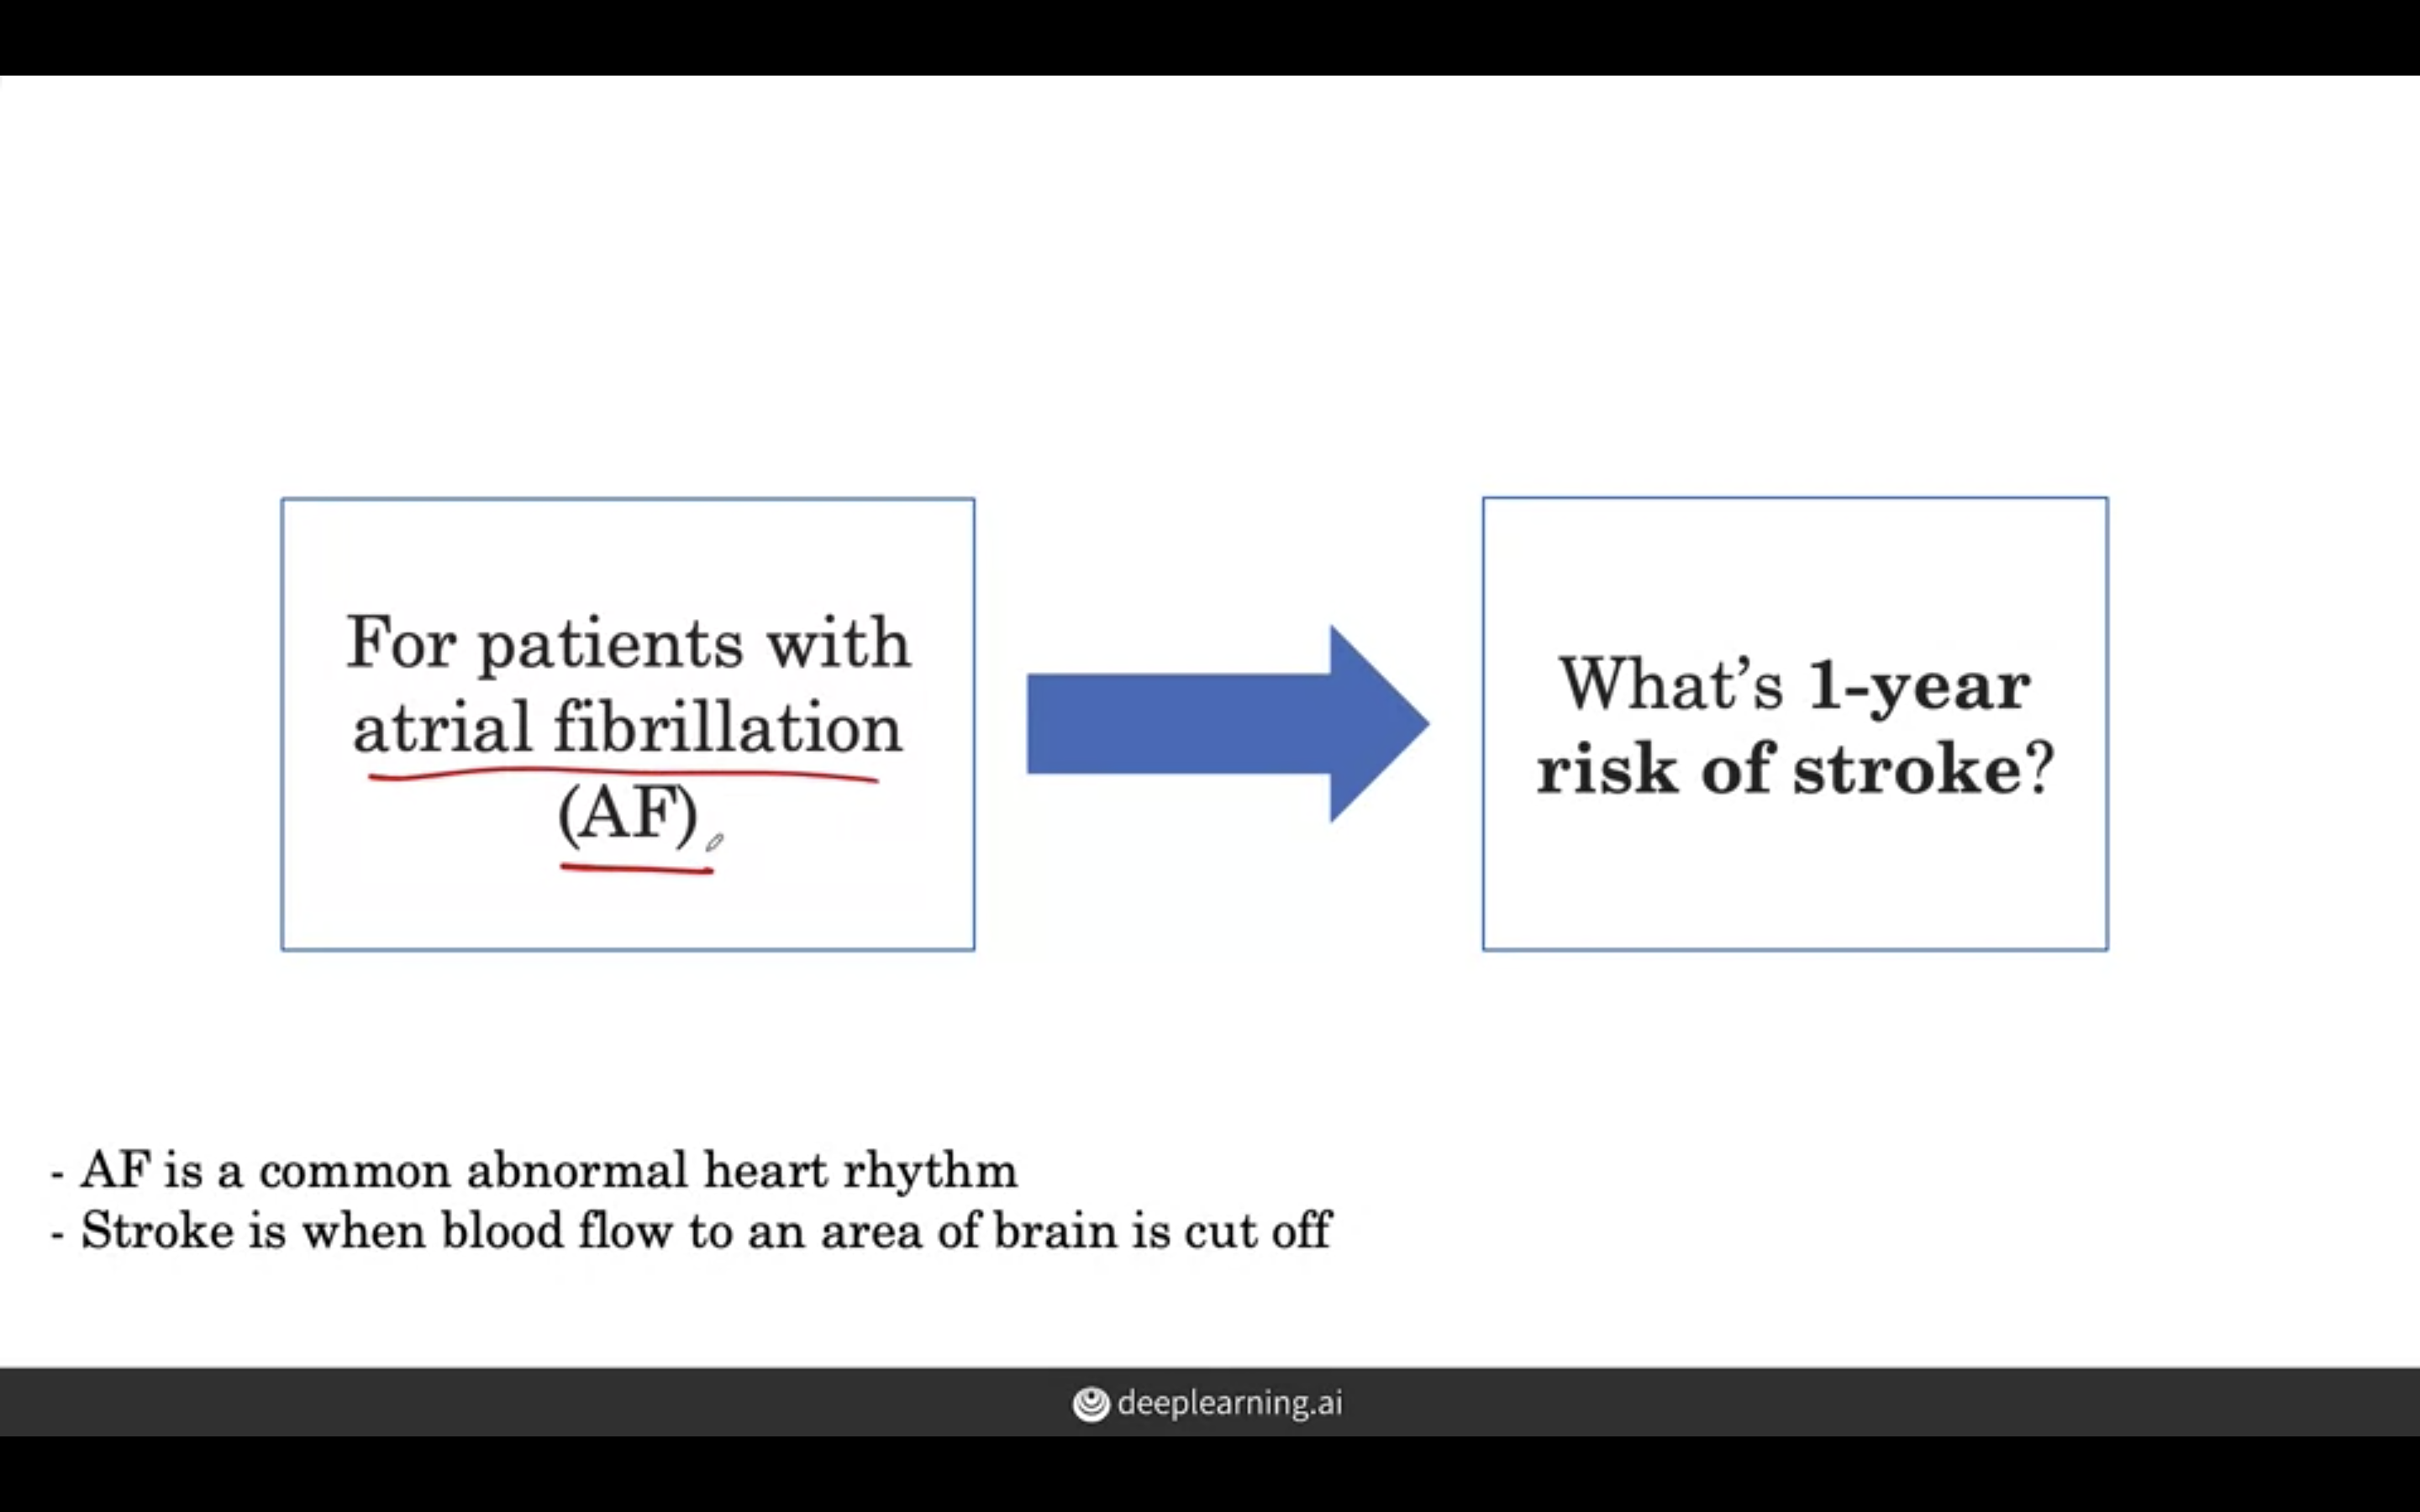 For patients with
atrial fibrillation
(AF)
What’s 1-year
risk of stroke?
- AF is a common abnormal heart rhythm
- Stroke is when blood flow to an area of brain is cut off
deeplearning.ai